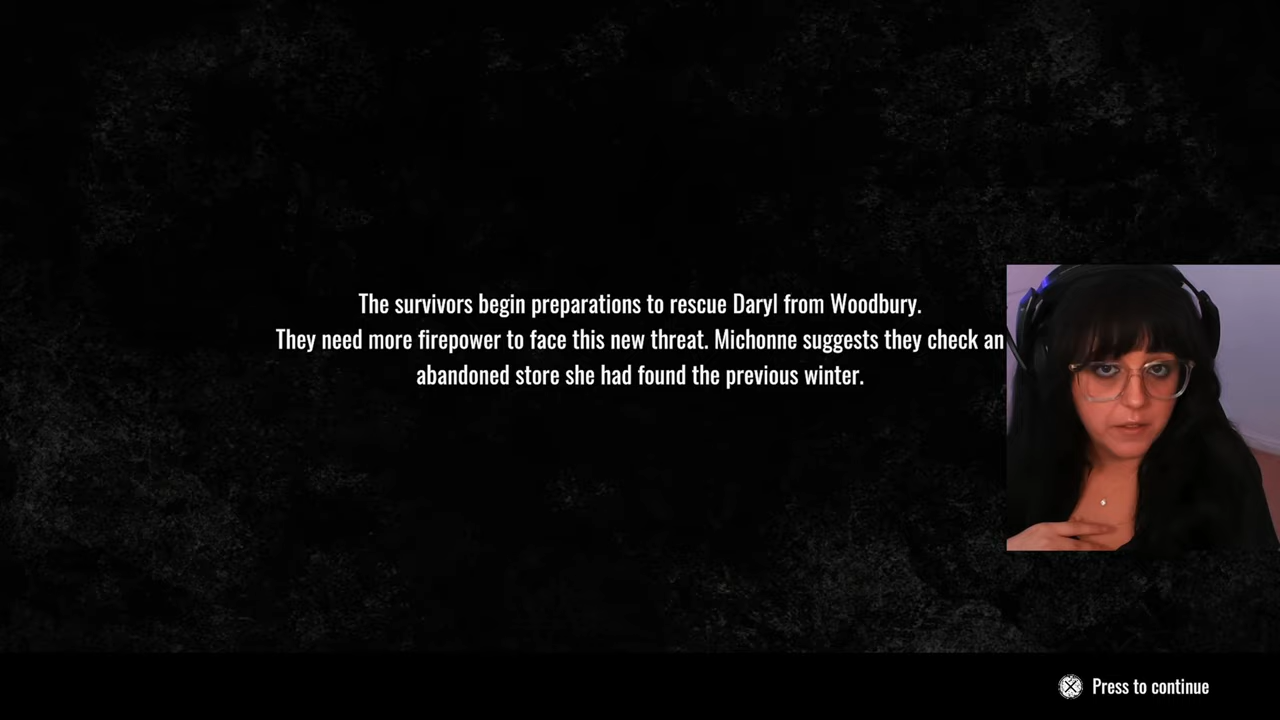 The survivors begin preparations to rescue Daryl from Woodbury.
They need more firepower to face this new threat. Michonne suggests they check an
abandoned store she had found the previous winter.
Press to continue